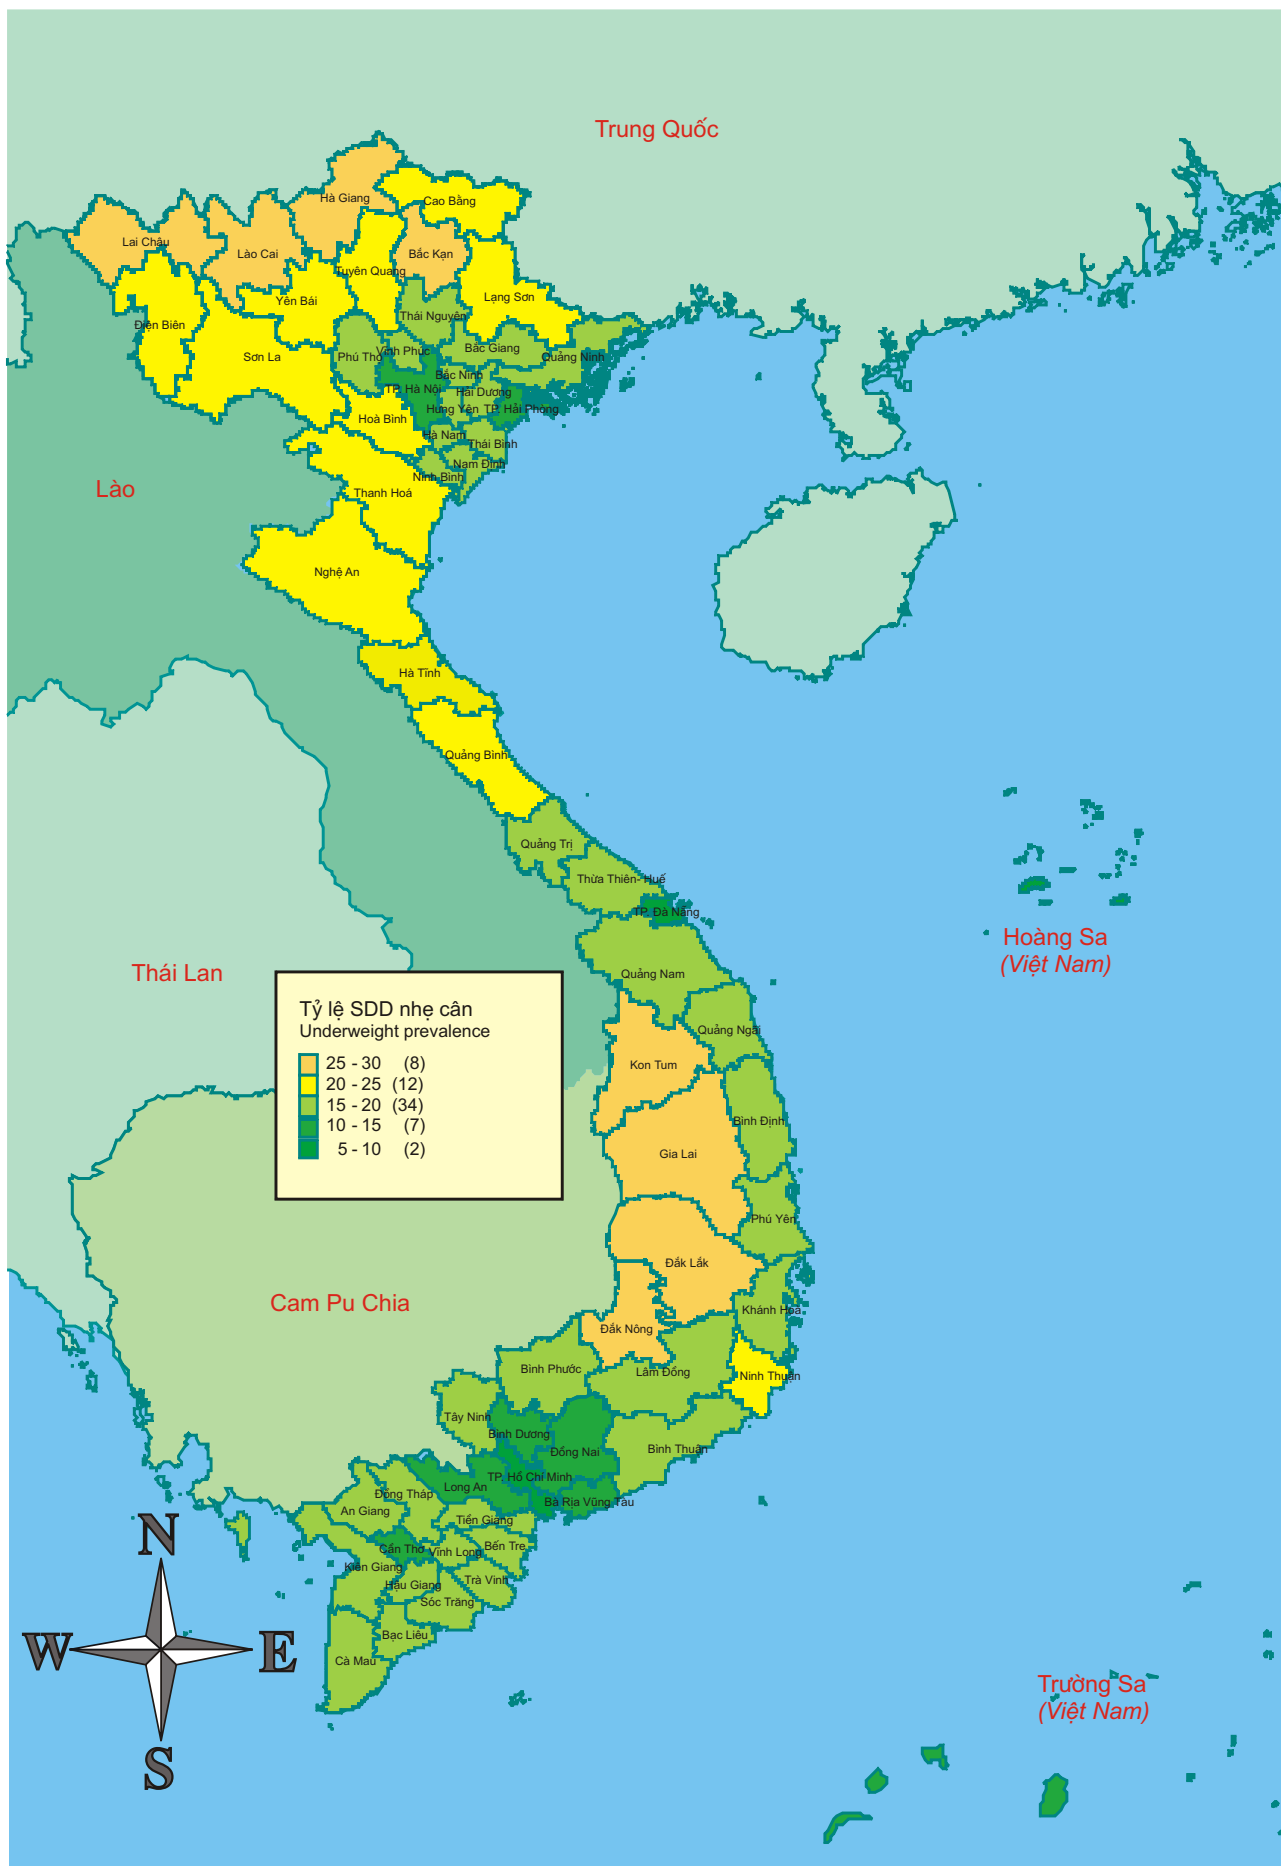 Trung Quốc
Hà Giang
Cao Bằng
Lai Châu
Lào Cai
Bắc Kạn
Tuyên Quang
Yên Bái
Lạng Sơn
Thái Nguyên
Điện Biên
Sơn La
Phú Thọ
Vĩnh Phúc
Bắc Giang
Quảng Ninh
Bắc Ninh
TP. Hà Nội
Hải Dương
Hưng Yên
TP. Hải Phòng
Hoà Bình
Hà Nam
Thái Bình
Nam Định
Ninh Bình
Lào
Thanh Hoá
Nghệ An
Hà Tĩnh
Quảng Bình
Quảng Trị
Thừa Thiên- Huế
TP. Đà Nẵng
Hoàng Sa
(Việt Nam)
Thái Lan
Quảng Nam
Tỷ lệ SDD nhẹ cân
Underweight prevalence
25 - 30 (8)
20 - 25 (12)
15 - 20 (34)
10 - 15 (7)
5 - 10 (2)
Quảng Ngãi
Kon Tum
Bình Định
Gia Lai
Phú Yên
Đắk Lắk
Cam Pu Chia
Khánh Hoà
Đắk Nông
Bình Phước
Lâm Đồng
Ninh Thuận
Tây Ninh
Bình Dương
Đồng Nai
Bình Thuận
TP. Hồ Chí Minh
Long An
Đồng Tháp
Bà Rịa Vũng Tàu
An Giang
Tiền Giang
Cần Thơ
Vĩnh Long
Bến Tre
Kiên Giang
Hậu Giang
Trà Vinh
Sóc Trăng
Bạc Liêu
Cà Mau
N
W
E
S
Trường Sa
(Việt Nam)